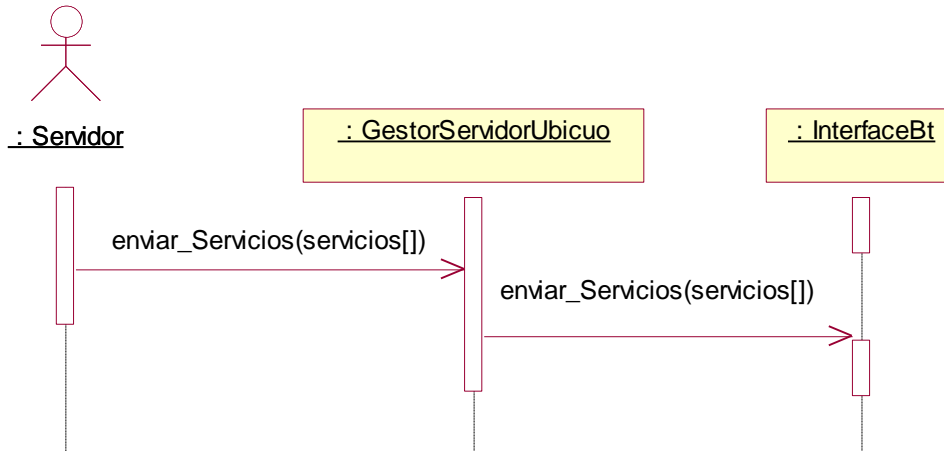 : Servidor
: GestorServidorUbicuo
: InterfaceBt
enviar_Servicios(servicios[])
enviar_Servicios(servicios[])